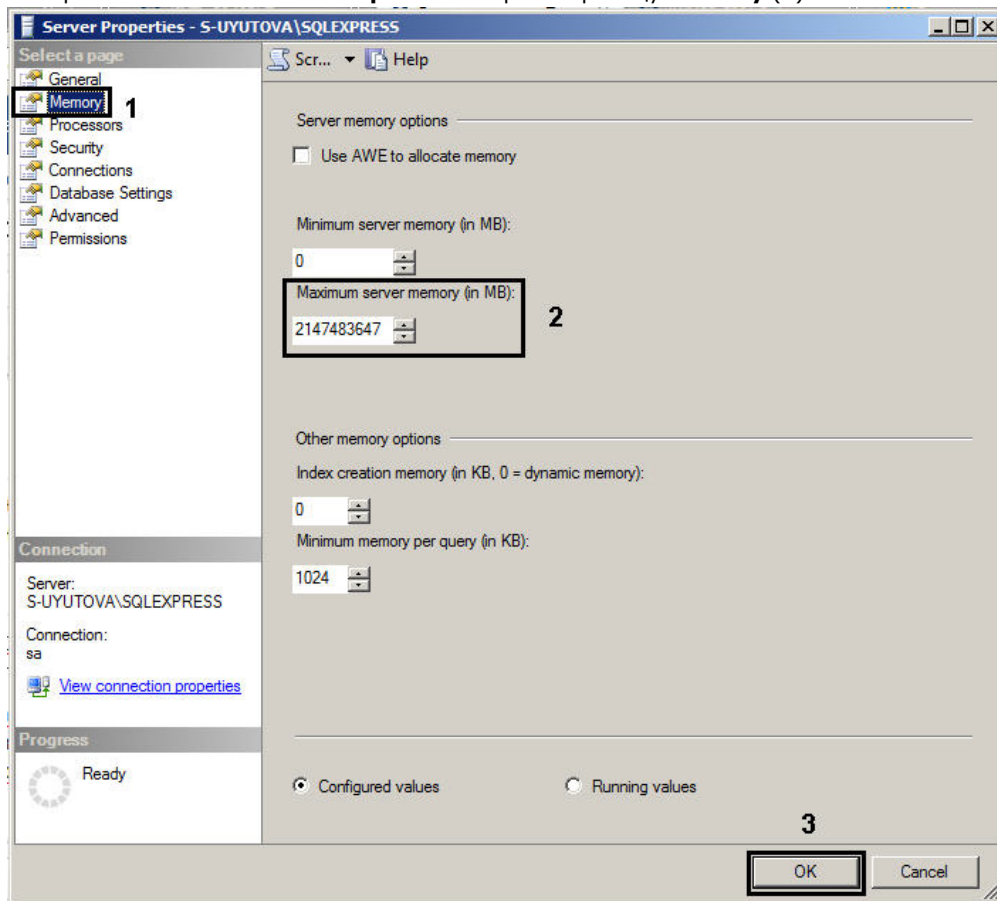 Server Properties - S-UYUTOVA\SQLEXPRESS
Select a page
General
Memory
1
Processors
Security
Connections
Database Settings
Advanced
Permissions
Scr...
Help
Server memory options
Use AWE to allocate memory
Minimum server memory (in MB):
0
Maximum server memory (in MB):
2147483647
2
Other memory options
Index creation memory (in KB, 0 = dynamic memory):
0
Minimum memory per query (in KB):
1024
Connection
Server:
S-UYUTOVA\SQLEXPRESS
Connection:
sa
View connection properties
Progress
Ready
Configured values
Running values
3
OK
Cancel